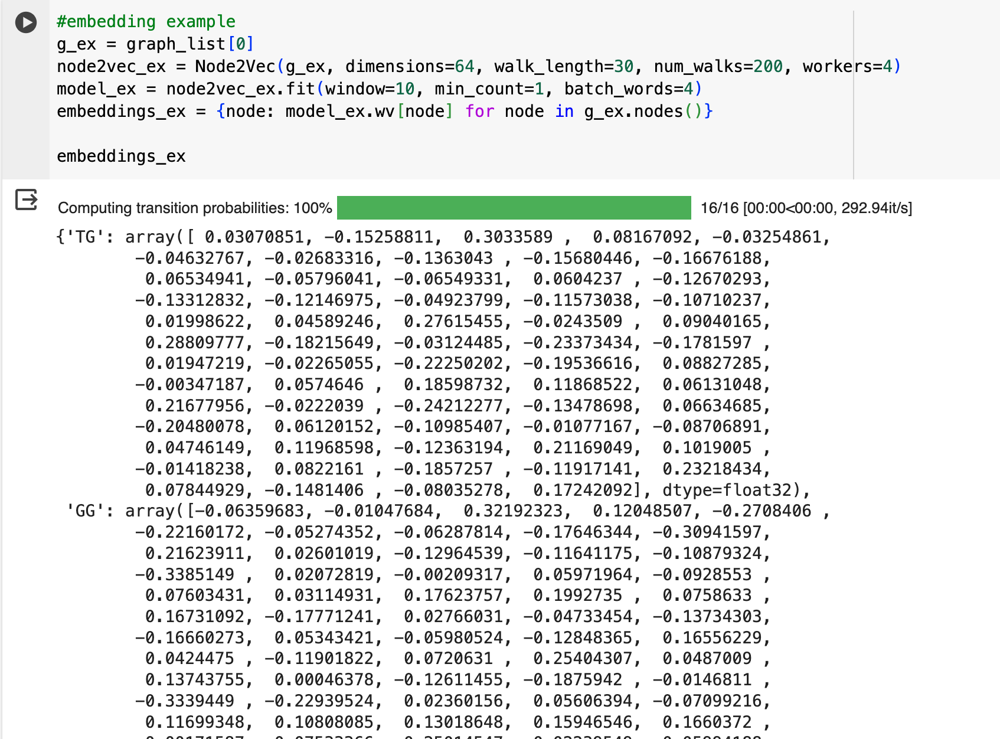 #embedding example
g_ex = graph_list[0]
node2vec_ex = Node2Vec(g_ex, dimensions=64, walk_length=30, num_walks=200, workers=4)
model_ex = node2vec_ex.fit(window=10, min_count=1, batch_words=4)
embeddings_ex = {node: model_ex.wv[node] for node in g_ex.nodes()}
embeddings_ex
Computing transition probabilities: 100% 16/16 [00:00<00:00, 292.94it/s]
{'TG': array([ 0.03070851, -0.15258811,  0.3033589 ,  0.08167092, -0.03254861,
-0.04632767, -0.02683316, -0.1363043 , -0.15680446, -0.16676188,
0.06534941, -0.05796041, -0.06549331,  0.0604237 , -0.12670293,
-0.13312832, -0.12146975, -0.04923799, -0.11573038, -0.10710237,
0.01998622,  0.04589246,  0.27615455, -0.0243509 ,  0.09040165,
0.28809777, -0.18215649, -0.03124485, -0.23373434, -0.1781597 ,
0.01947219, -0.02265055, -0.22250202, -0.19536616,  0.08827285,
-0.00347187,  0.0574646 ,  0.18598732,  0.11868522,  0.06131048,
0.21677956, -0.0222039 , -0.24212277, -0.13478698,  0.06634685,
-0.20480078,  0.06120152, -0.10985407, -0.01077167, -0.08706891,
0.04746149,  0.11968598, -0.12363194,  0.21169049,  0.1019005 ,
-0.01418238,  0.0822161 , -0.1857257 , -0.11917141,  0.23218434,
0.07844929, -0.1481406 , -0.08035278,  0.17242092], dtype=float32),
'GG': array([-0.06359683, -0.01047684,  0.32192323,  0.12048507, -0.2708406 ,
-0.22160172, -0.05274352, -0.06287814, -0.17646344, -0.30941597,
0.21623911,  0.02601019, -0.12964539, -0.11641175, -0.10879324,
-0.3385149 ,  0.02072819, -0.00209317,  0.05971964, -0.0928553 ,
0.07603431,  0.03114931,  0.17623757,  0.1992735 ,  0.0758633 ,
0.16731092, -0.17771241,  0.02766031, -0.04733454, -0.13734303,
-0.16660273,  0.05343421, -0.05980524, -0.12848365,  0.16556229,
0.0424475 , -0.11901822,  0.0720631 ,  0.25404307,  0.0487009 ,
0.13743755,  0.00046378, -0.12611455, -0.1875942 , -0.0146811 ,
-0.3339449 , -0.22939524,  0.02360156,  0.05606394, -0.07099216,
0.11699348,  0.10808085,  0.13018648,  0.15946546,  0.1660372 ,